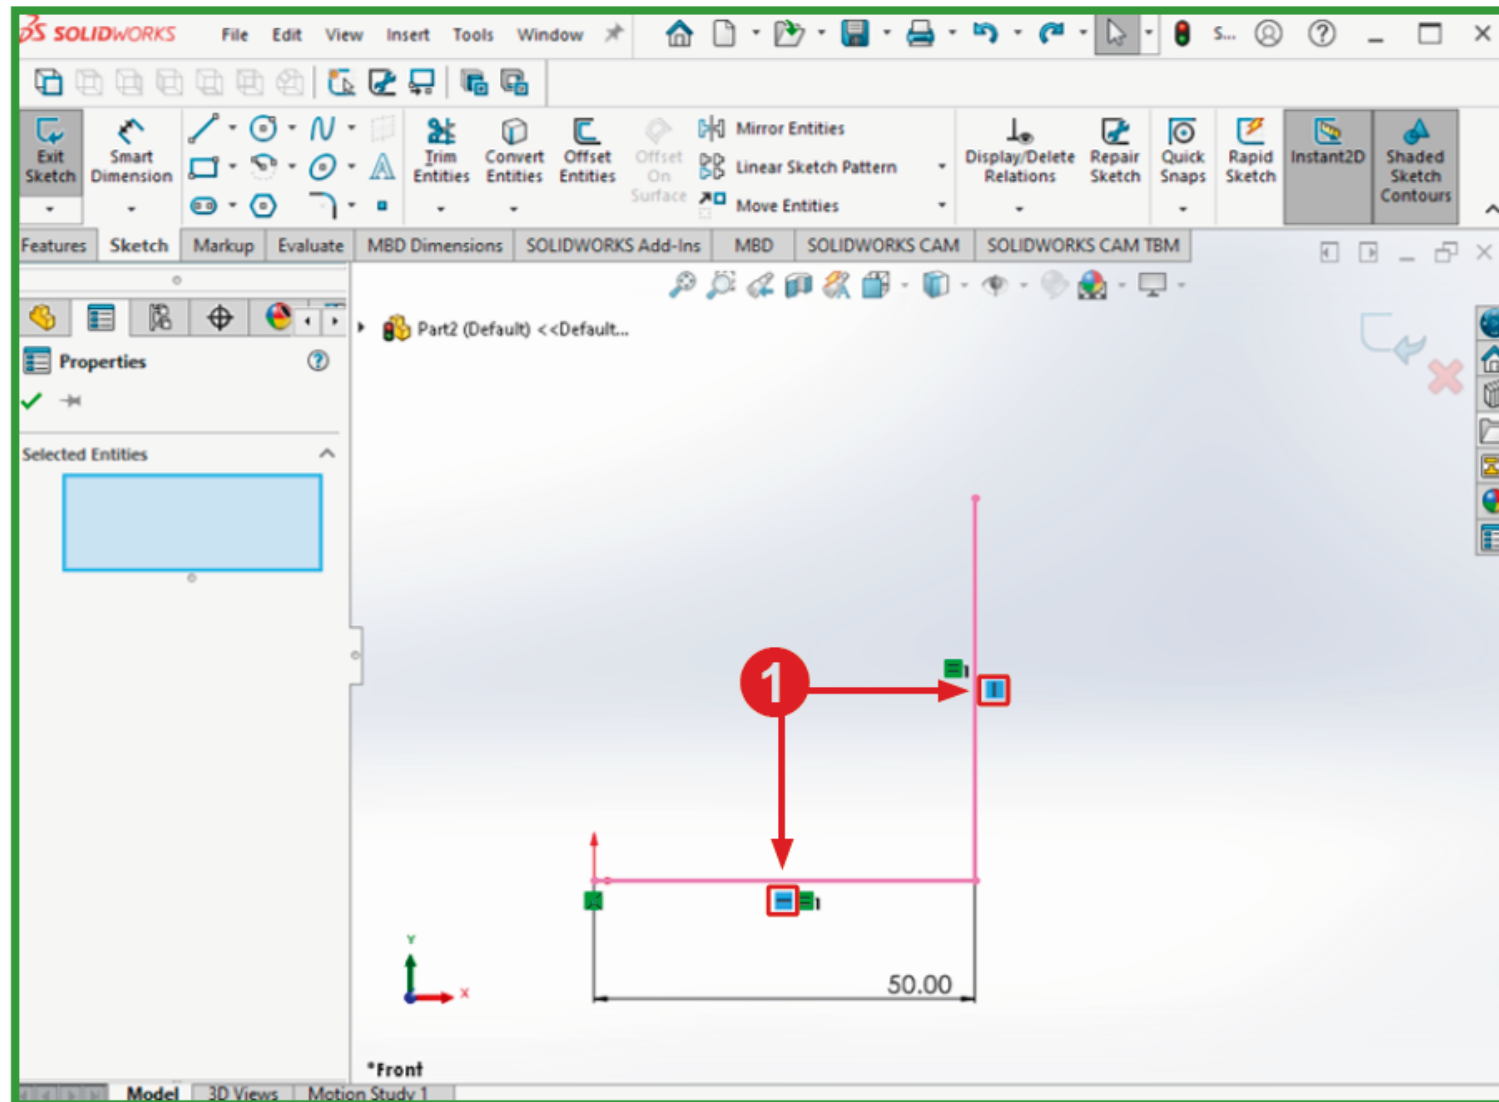 SOLIDWORKS File Edit View Insert Tools Window S...
Exit Sketch
Smart Dimension
Trim Entities
Convert Entities
Offset Entities
Offset On Surface
Mirror Entities
Linear Sketch Pattern
Move Entities
Display/Delete Relations
Repair Sketch
Quick Snaps
Rapid Sketch
Instant2D
Shaded Sketch Contours
Features Sketch Markup Evaluate MBD Dimensions SOLIDWORKS Add-Ins MBD SOLIDWORKS CAM SOLIDWORKS CAM TBM
Part2 (Default) <<Default...
Properties
Selected Entities
1
1
1
50.00
Y
X
*Front
Model 3D Views Motion Study 1